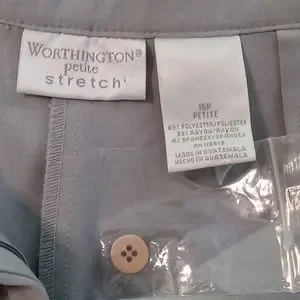 WORTHINGTON®
petite
stretch
16P
PETITE
63% POLYESTER/POLIESTER
33% RAYON/RAYON
4% SPANDEX/SPANDEX
MADE IN GUATEMALA
HECHO EN GUATEMALA